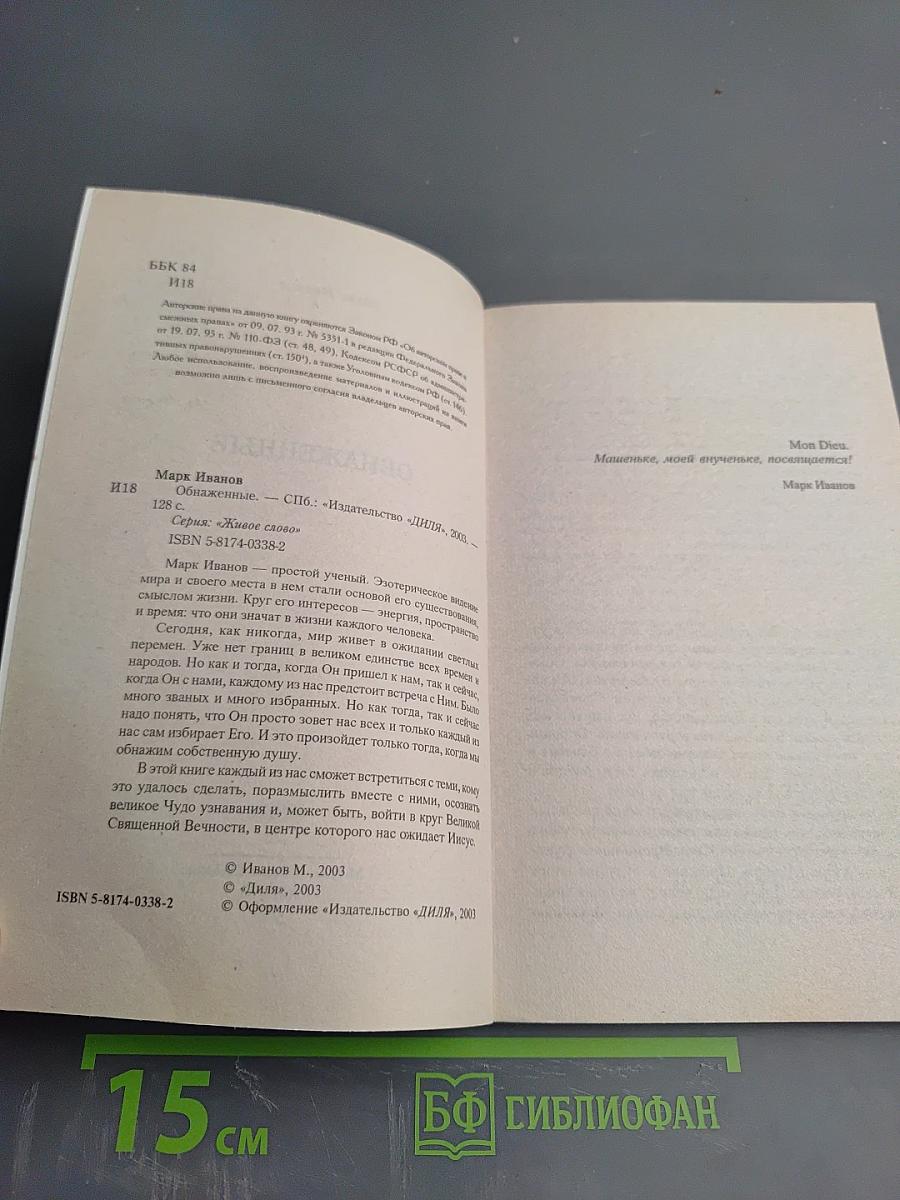 ББК 84
И18
Авторские права на данную книгу охраняются Законом РФ «Об авторском праве и
смежных правах» от 09. 07. 93 г. № 5351-1 в редакции Федерального Закона
от 19. 07. 95 г. № 110-ФЗ (ст. 48, 49), Кодексом РСФСР об администра-
тивных правонарушениях (ст. 150⁴), а также Уголовным кодексом РФ (ст. 146).
Любое использование, воспроизведение материалов и иллюстраций из книги
возможно лишь с письменного согласия владельцев авторских прав.
Марк Иванов
И18 Обнаженные. — СПб.: «Издательство «ДИЛЯ», 2003. —
128 с.
Серия: «Живое слово»
ISBN 5-8174-0338-2
Марк Иванов — простой ученый. Эзотерическое видение
мира и своего места в нем стали основой его существования,
смыслом жизни. Круг его интересов — энергия, пространство
и время: что они значат в жизни каждого человека.
Сегодня, как никогда, мир живет в ожидании светлых
перемен. Уже нет границ в великом единстве всех времен и
народов. Но как и тогда, когда Он пришел к нам, так и сейчас,
когда Он с нами, каждому из нас предстоит встреча с Ним. Было
много званых и много избранных. Но как тогда, так и сейчас
надо понять, что Он просто зовет нас всех и только каждый из
нас сам избирает Его. И это произойдет только тогда, когда мы
обнажим собственную душу.
В этой книге каждый из нас сможет встретиться с теми, кому
это удалось сделать, поразмыслить вместе с ними, осознать
великое Чудо узнавания и, может быть, войти в круг Великой
Священной Вечности, в центре которого нас ожидает Иисус.
© Иванов М., 2003
© «Диля», 2003
ISBN 5-8174-0338-2 © Оформление «Издательство «ДИЛЯ», 2003
Mon Dieu.
Машеньке, моей внученьке, посвящается!
Марк Иванов
15 см
БФ ГИБЛИОФАН